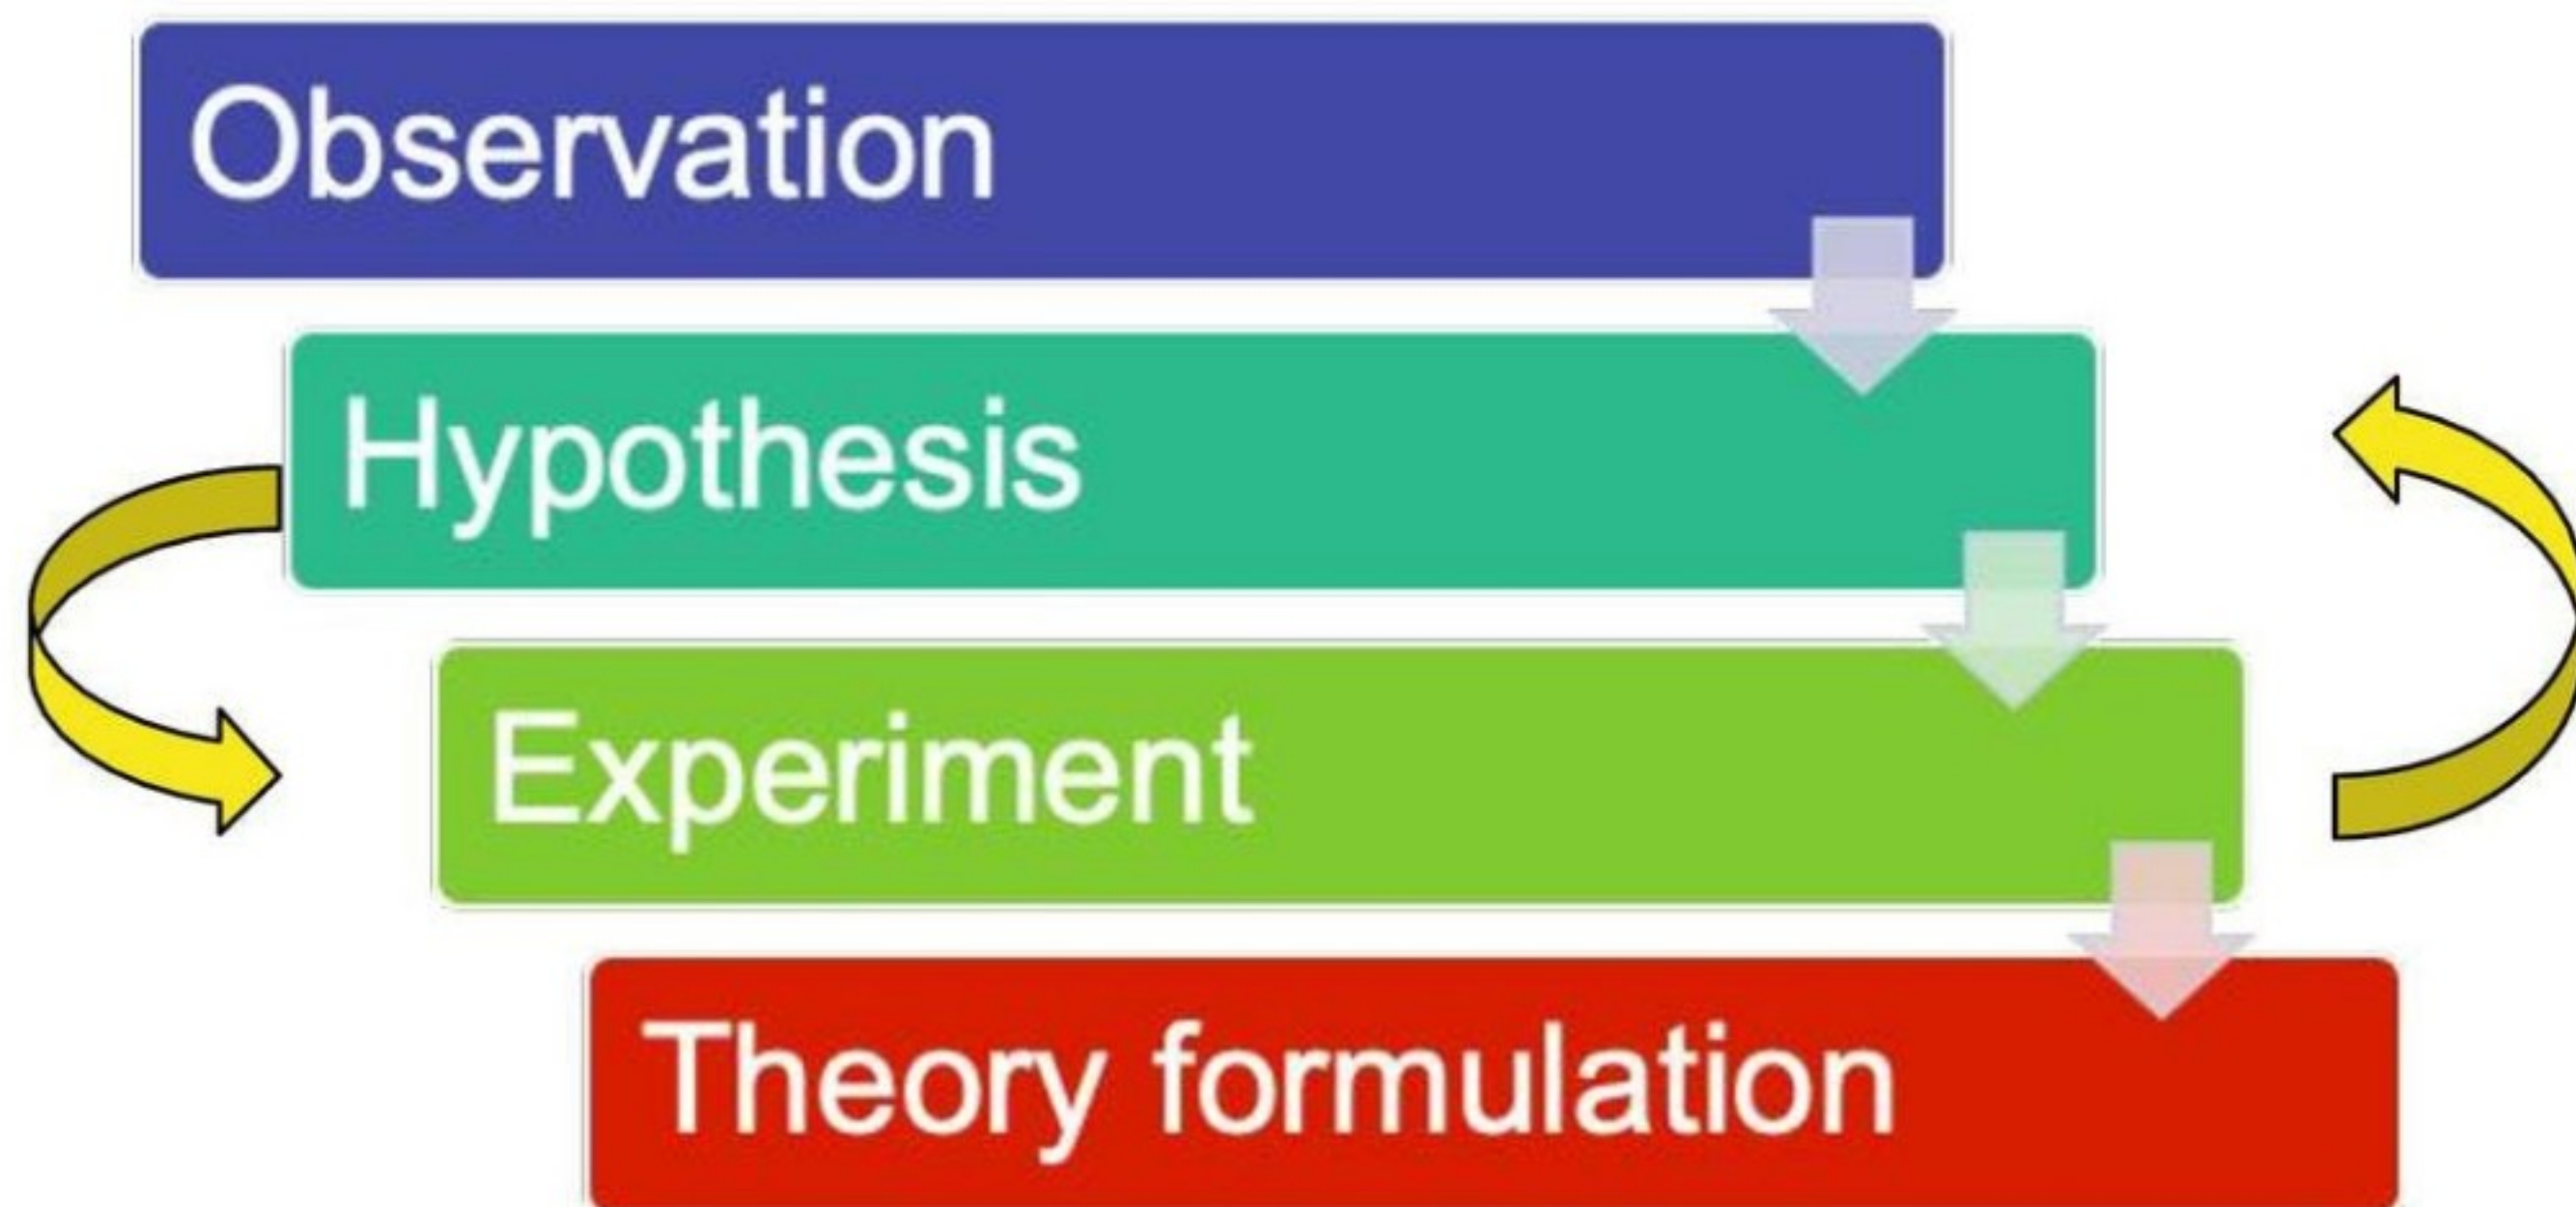 Observation
Hypothesis
Experiment
Theory formulation